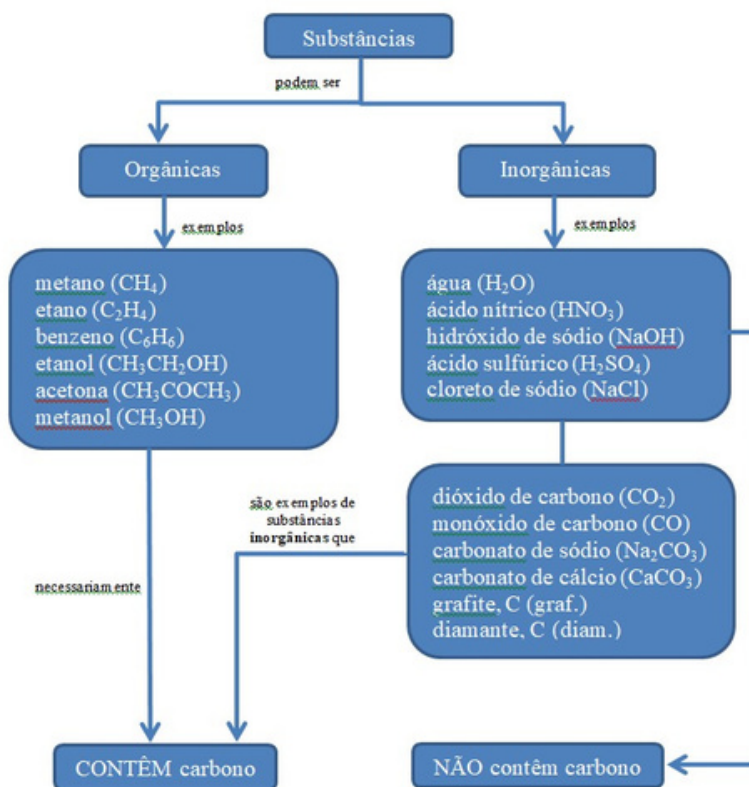 Substâncias
podem ser
Orgânicas
Inorgânicas
exemplos
exemplos
metano (CH₄)
etano (C₂H₄)
benzeno (C₆H₆)
etanol (CH₃CH₂OH)
acetona (CH₃COCH₃)
metanol (CH₃OH)
água (H₂O)
ácido nítrico (HNO₃)
hidróxido de sódio (NaOH)
ácido sulfúrico (H₂SO₄)
cloreto de sódio (NaCl)
são exemplos de
substâncias
inorgânicas que
dióxido de carbono (CO₂)
monóxido de carbono (CO)
carbonato de sódio (Na₂CO₃)
carbonato de cálcio (CaCO₃)
grafite, C (graf.)
diamante, C (diam.)
necessariamente
CONTÊM carbono
NÃO contêm carbono